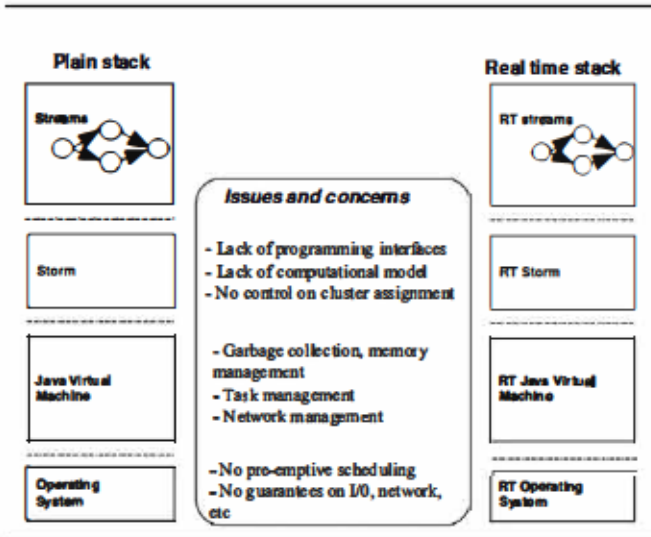 Plain stack
Streams
Storm
Java Virtual
Machine
Operating
System
Issues and concerns
- Lack of programming interfaces
- Lack of computational model
- No control on cluster assignment
- Garbage collection, memory
management
- Task management
- Network management
- No pre-emptive scheduling
- No guarantees on I/0, network,
etc
Real time stack
RT streams
RT Storm
RT Java Virtual
Machine
RT Operating
System